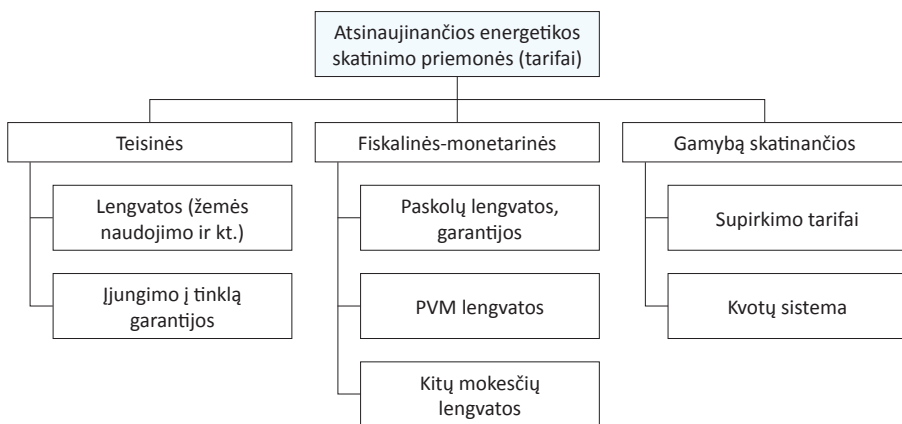 Atsinaujinančios energetikos
skatinimo priemonės (tarifai)
Teisinės
Fiskalinės-monetarinės
Gamybą skatinančios
Lengvatos (žemės
naudojimo ir kt.)
Paskolų lengvatos,
garantijos
Supirkimo tarifai
Įjungimo į tinklą
garantijos
PVM lengvatos
Kvotų sistema
Kitų mokesčių
lengvatos